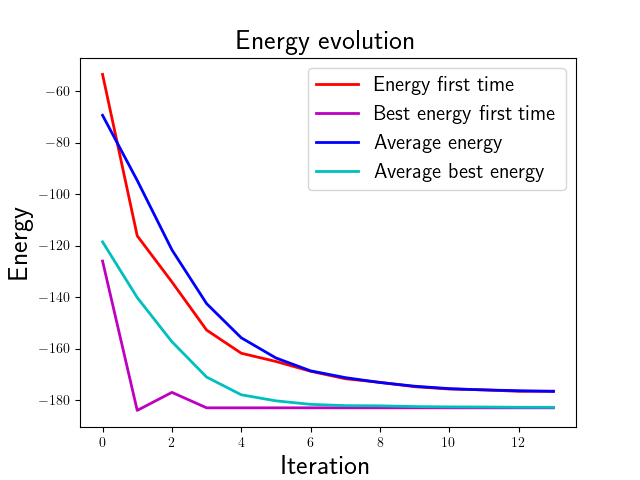 Energy evolution
Energy first time
Best energy first time
Average energy
Average best energy
Energy
−60
−80
−100
−120
−140
−160
−180
0 2 4 6 8 10 12
Iteration